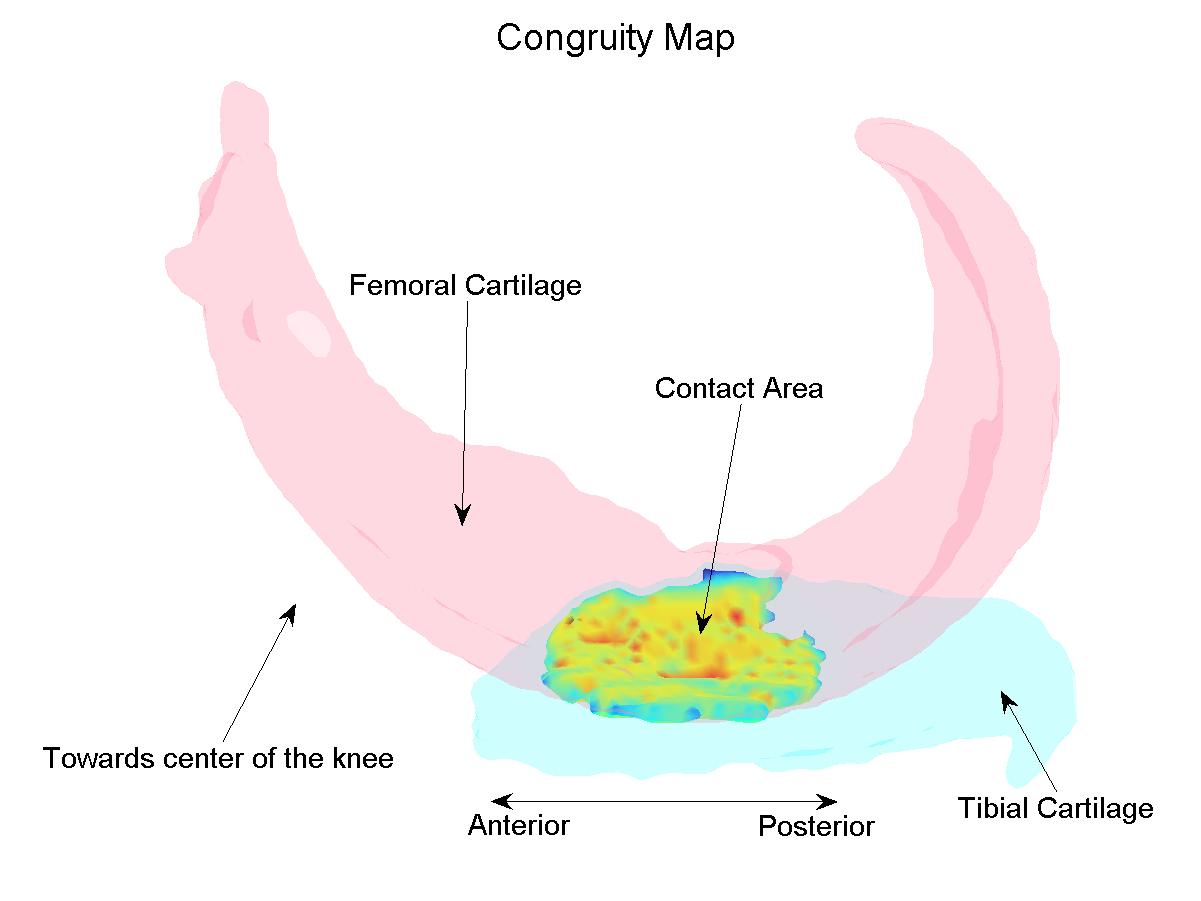 Congruity Map
Femoral Cartilage
Contact Area
Towards center of the knee
Anterior
Posterior
Tibial Cartilage